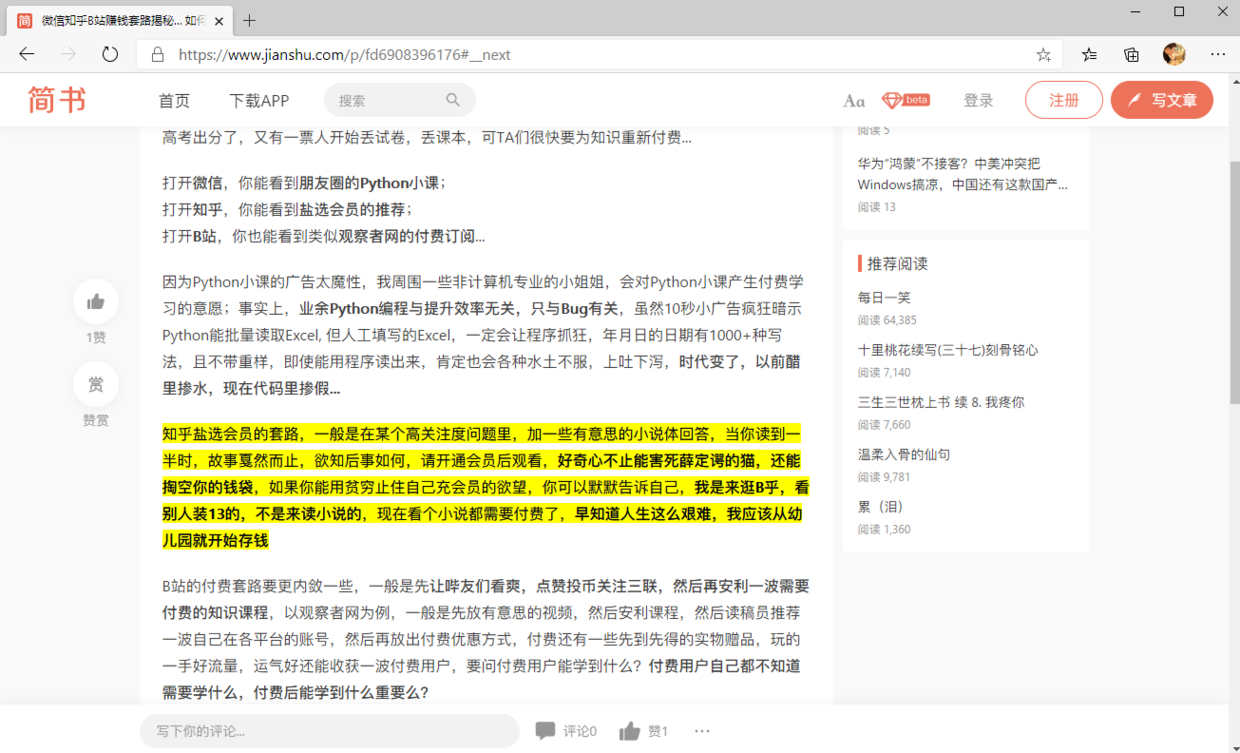 简 微信知乎B站赚钱套路揭秘... 如何
https://www.jianshu.com/p/fd6908396176#__next
简书 首页 下载APP 搜索 Aa beta 登录 注册 写文章
高考出分了，又有一票人开始丢试卷，丢课本，可TA们很快要为知识重新付费...
打开微信，你能看到朋友圈的Python小课；
打开知乎，你能看到盐选会员的推荐；
打开B站，你也能看到类似观察者网的付费订阅...
因为Python小课的广告太魔性，我周围一些非计算机专业的小姐姐，会对Python小课产生付费学
习的意愿；事实上，业余Python编程与提升效率无关，只与Bug有关，虽然10秒小广告疯狂暗示
Python能批量读取Excel, 但人工填写的Excel，一定会让程序抓狂，年月日的日期有1000+种写
法，且不带重样，即使能用程序读出来，肯定也会各种水土不服，上吐下泻，时代变了，以前醋
里掺水，现在代码里掺假...
知乎盐选会员的套路，一般是在某个高关注度问题里，加一些有意思的小说体回答，当你读到一
半时，故事戛然而止，欲知后事如何，请开通会员后观看，好奇心不止能害死薛定谔的猫，还能
掏空你的钱袋，如果你能用贫穷止住自己充会员的欲望，你可以默默告诉自己，我是来逛B乎，看
别人装13的，不是来读小说的，现在看个小说都需要付费了，早知道人生这么艰难，我应该从幼
儿园就开始存钱
B站的付费套路要更内敛一些，一般是先让哔友们看爽，点赞投币关注三联，然后再安利一波需要
付费的知识课程，以观察者网为例，一般是先放有意思的视频，然后安利课程，然后读稿员推荐
一波自己在各平台的账号，然后再放出付费优惠方式，付费还有一些先到先得的实物赠品，玩的
一手好流量，运气好还能收获一波付费用户，要问付费用户能学到什么？付费用户自己都不知道
需要学什么，付费后能学到什么重要么？
1赞
赏
赞赏
阅读 5
华为“鸿蒙”不接客？中美冲突把
Windows搞凉，中国还有这款国产...
阅读 13
推荐阅读
每日一笑
阅读 64,385
十里桃花续写(三十七)刻骨铭心
阅读 7,140
三生三世枕上书 续 8. 我疼你
阅读 7,660
温柔入骨的仙句
阅读 9,781
累（泪）
阅读 1,360
写下你的评论... 评论0 赞1